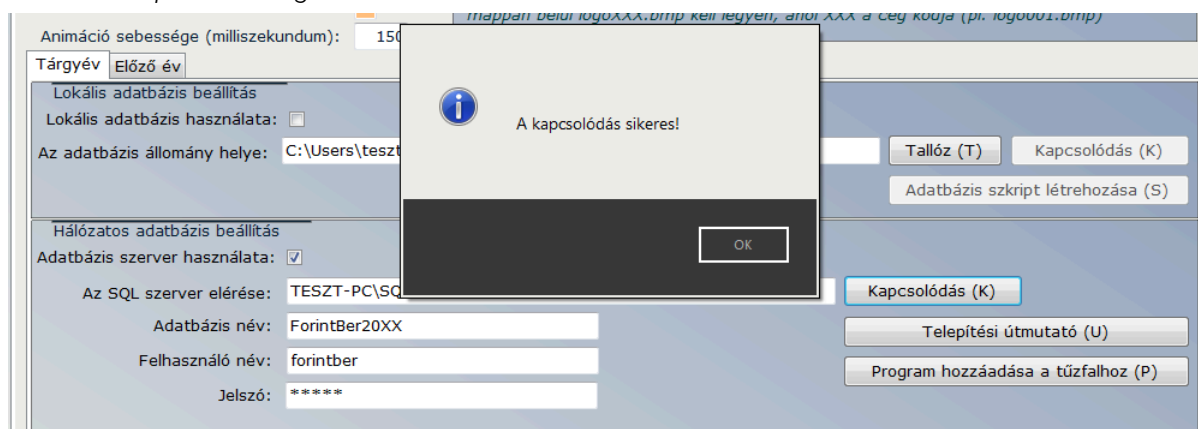 mappán belül logoXXX.bmp kell legyen, ahol XXX a cég kódja (pl. logo001.bmp)
Animáció sebessége (milliszekundum): 150
Tárgyév Előző év
Lokális adatbázis beállítás
Lokális adatbázis használata:
Az adatbázis állomány helye: C:\Users\teszt
Tallóz (T) Kapcsolódás (K)
Adatbázis szkript létrehozása (S)
A kapcsolódás sikeres!
OK
Hálózatos adatbázis beállítás
Adatbázis szerver használata:
Az SQL szerver elérése: TESZT-PC\SQ
Kapcsolódás (K)
Adatbázis név: ForintBer20XX
Telepítési útmutató (U)
Felhasználó név: forintber
Program hozzáadása a tűzfalhoz (P)
Jelszó: *****